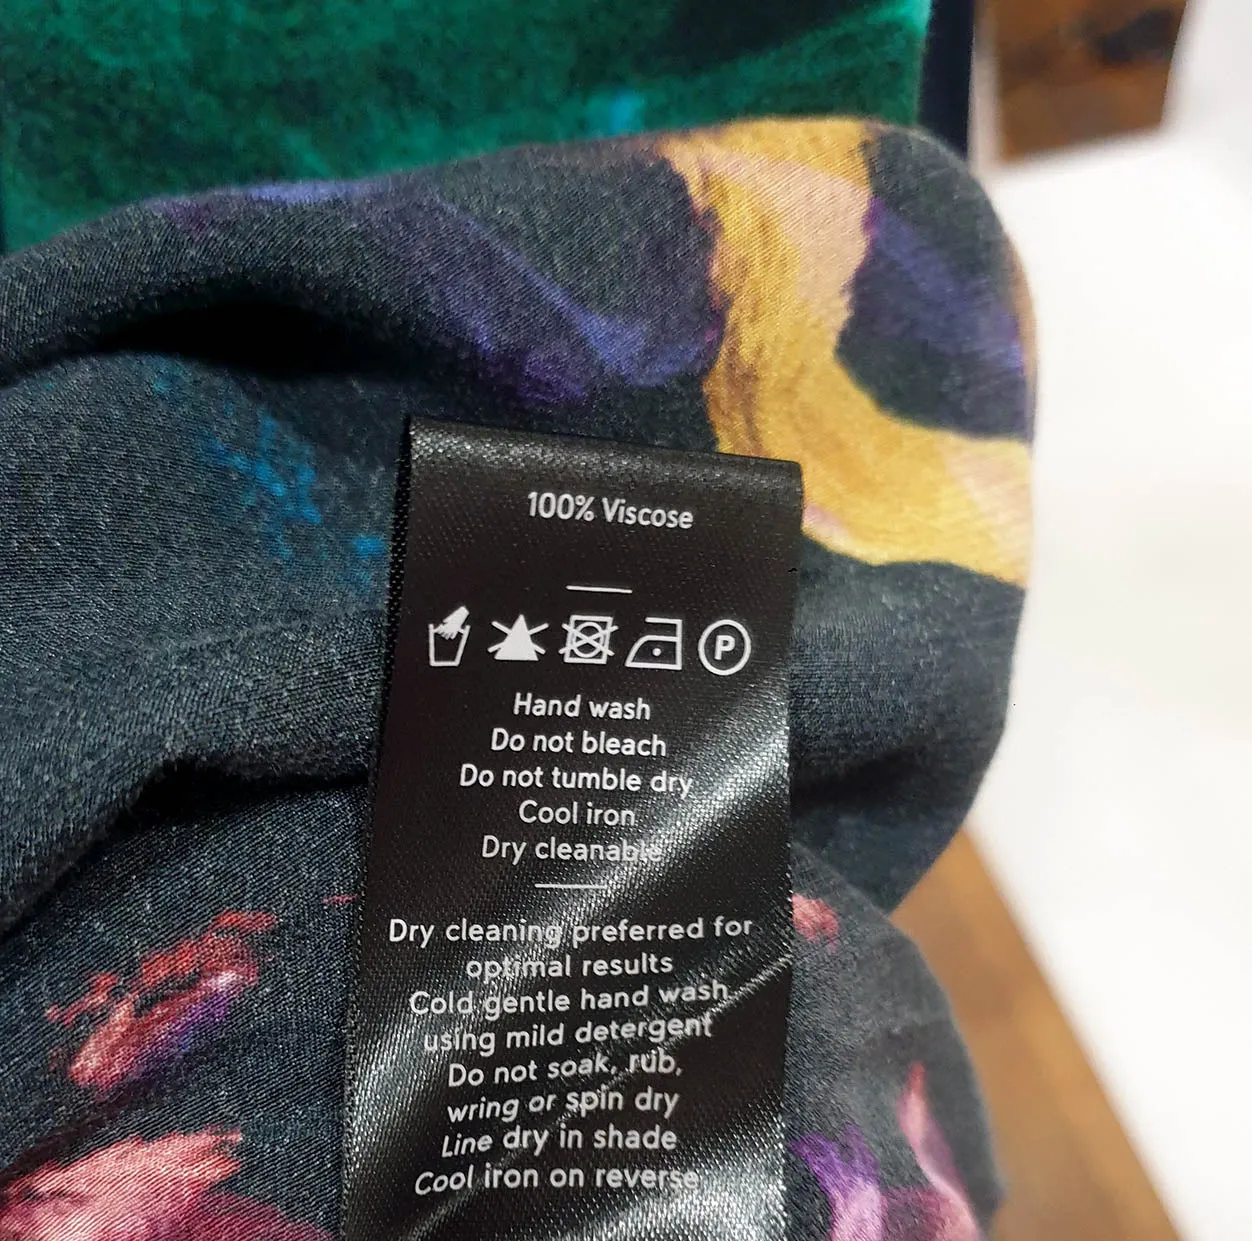 100% Viscose
P
Hand wash
Do not bleach
Do not tumble dry
Cool iron
Dry cleanable
Dry cleaning preferred for
optimal results
Cold gentle hand wash
using mild detergent
Do not soak, rub,
wring or spin dry
Line dry in shade
Cool iron on reverse